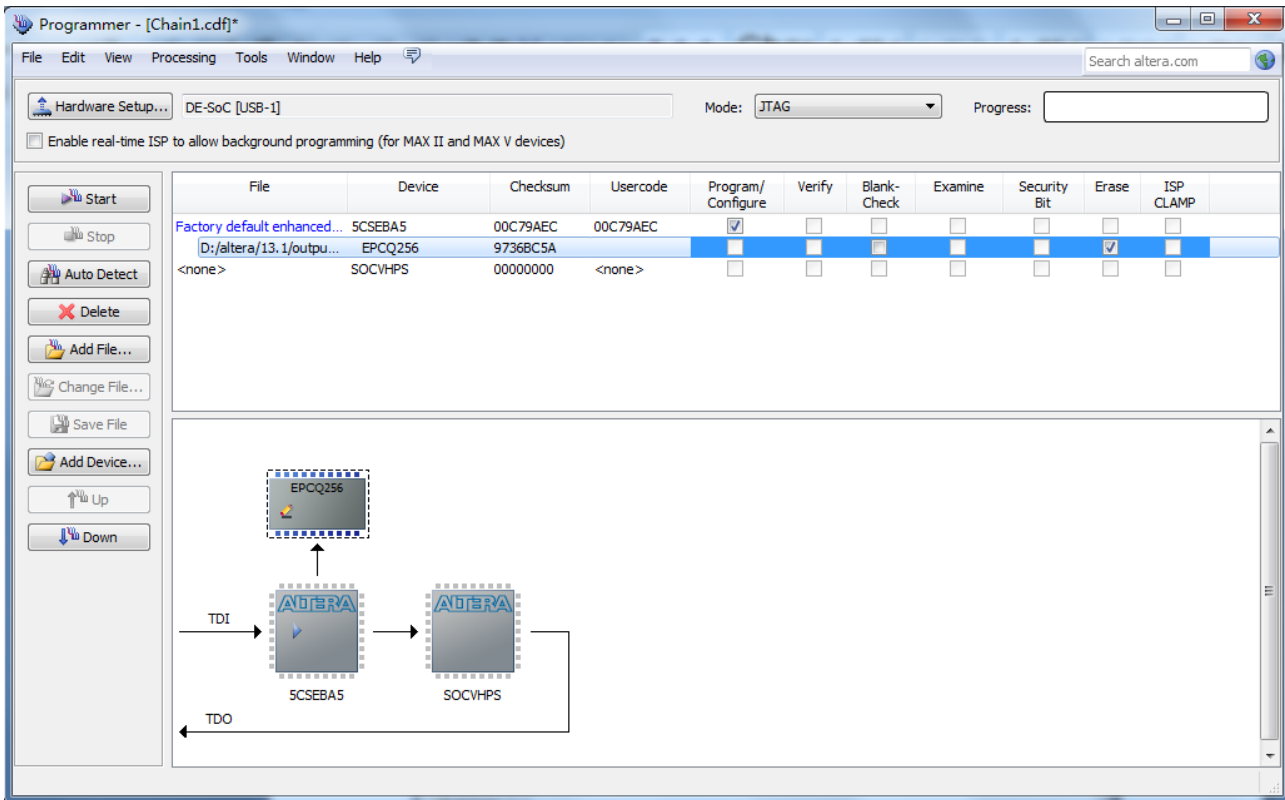 Programmer - [Chain1.cdf]*
File Edit View Processing Tools Window Help
Search altera.com
Hardware Setup... DE-SoC [USB-1] Mode: JTAG Progress:
Enable real-time ISP to allow background programming (for MAX II and MAX V devices)
Start
Stop
Auto Detect
Delete
Add File...
Change File...
Save File
Add Device...
Up
Down
File Device Checksum Usercode Program/ Configure Verify Blank- Check Examine Security Bit Erase ISP CLAMP
Factory default enhanced... 5CSEBA5 00C79AEC 00C79AEC
D:/altera/13.1/outpu... EPCQ256 9736BC5A
<none> SOCVHPS 00000000 <none>
EPCQ256
TDI
ALTERA
ALTERA
5CSEBA5
SOCVHPS
TDO